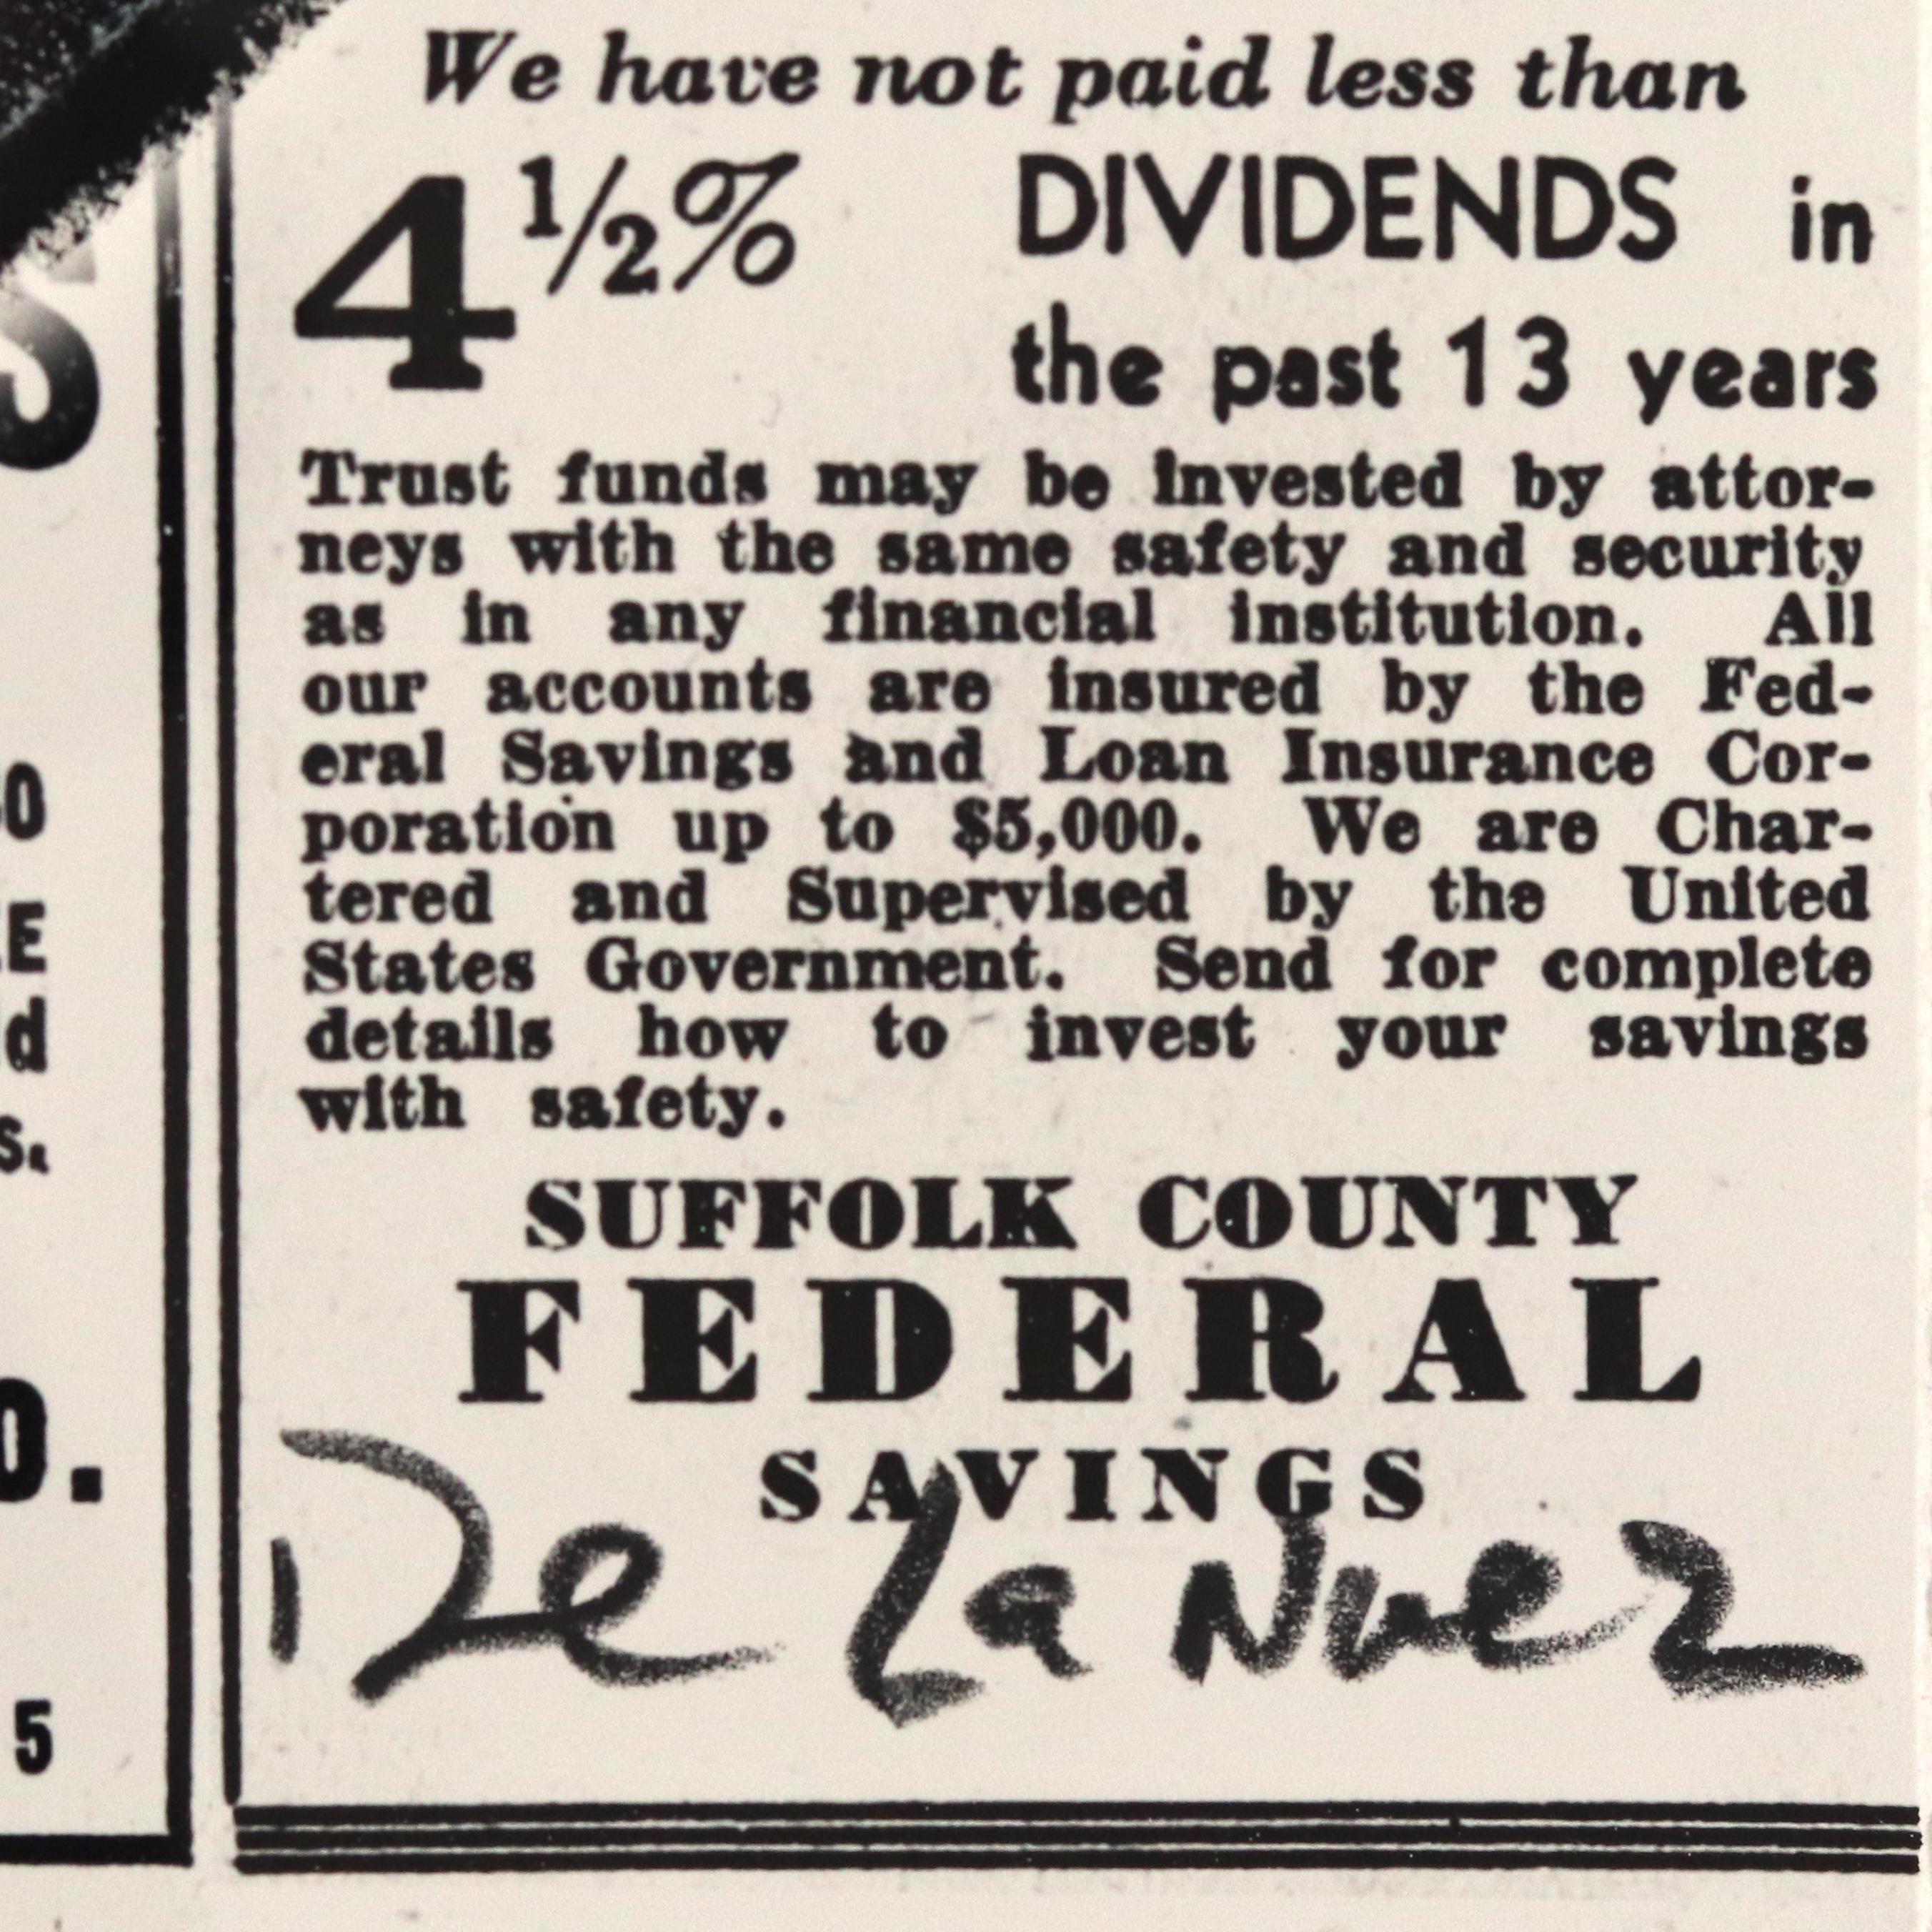 We have not paid less than
4½% DIVIDENDS in
the past 13 years
Trust funds may be invested by attor-
neys with the same safety and security
as in any financial institution. All
our accounts are insured by the Fed-
eral Savings and Loan Insurance Cor-
poration up to $5,000. We are Char-
tered and Supervised by the United
States Government. Send for complete
details how to invest your savings
with safety.
SUFFOLK COUNTY
FEDERAL
SAVINGS
De La Nuez
5